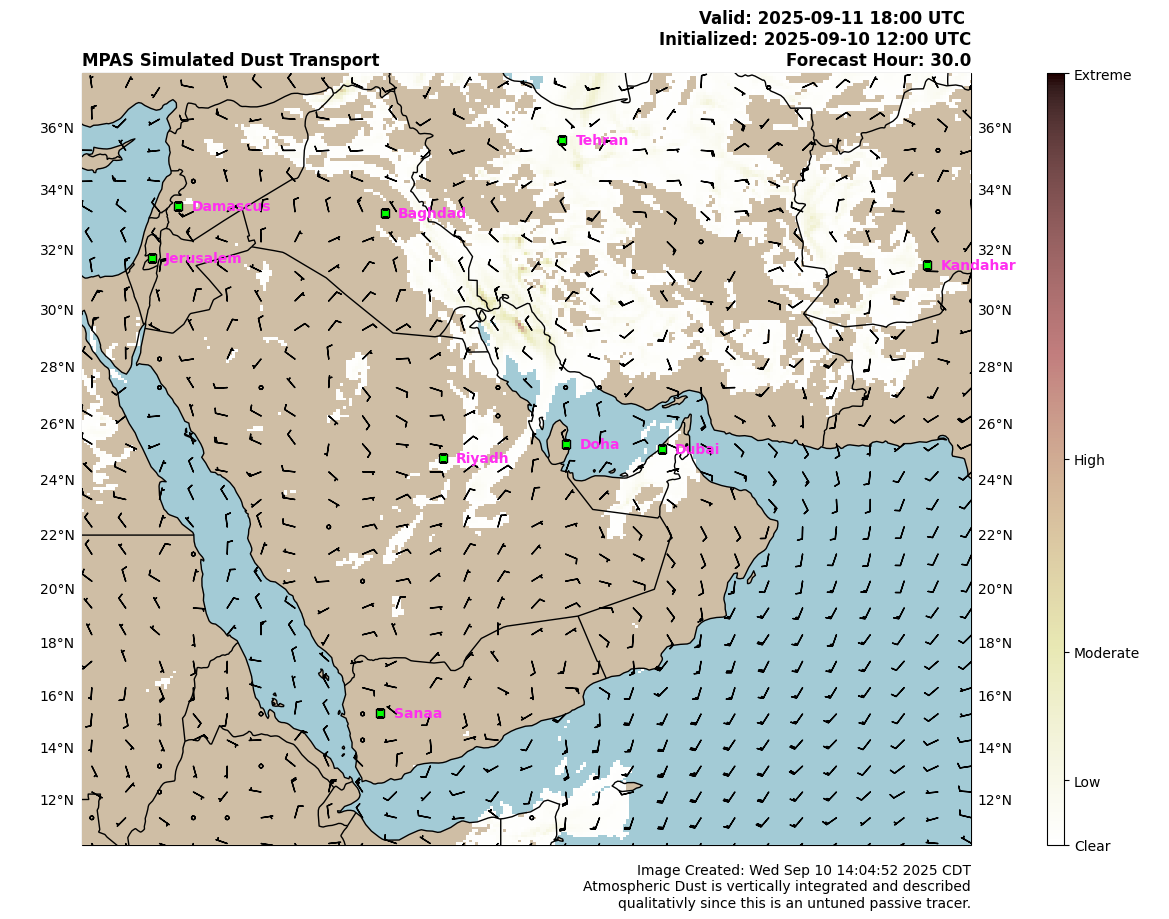 Valid: 2025-09-11 18:00 UTC
Initialized: 2025-09-10 12:00 UTC
MPAS Simulated Dust Transport
Forecast Hour: 30.0
Extreme
36°N
Tehran
36°N
34°N
34°N
Damascus
Baghdad
32°N
32°N
Jerusalem
Kandahar
30°N
30°N
28°N
28°N
26°N
26°N
Doha
Dubai
Riyadh
High
24°N
24°N
22°N
22°N
20°N
20°N
18°N
18°N
Moderate
16°N
16°N
Sanaa
14°N
14°N
Low
12°N
12°N
Clear
Image Created: Wed Sep 10 14:04:52 2025 CDT
Atmospheric Dust is vertically integrated and described
qualitativly since this is an untuned passive tracer.